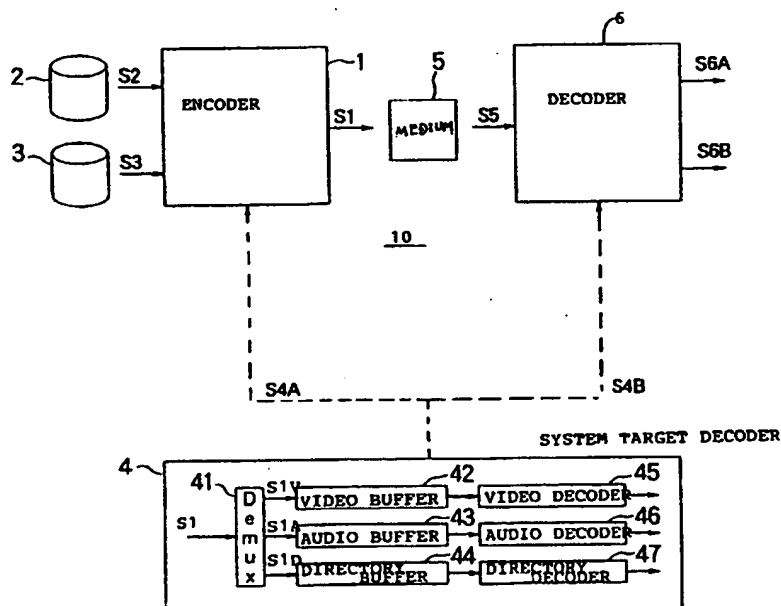 6
1
5
2
S2
ENCODER
S1
MEDIUM
S5
DECODER
S6A
3
S3
S6B
10
S4A
S4B
SYSTEM TARGET DECODER
4
41
S1V
42
45
VIDEO BUFFER
VIDEO DECODER
S1
Demux
S1A
43
46
AUDIO BUFFER
AUDIO DECODER
S1D
44
47
DIRECTORY BUFFER
DIRECTORY DECODER